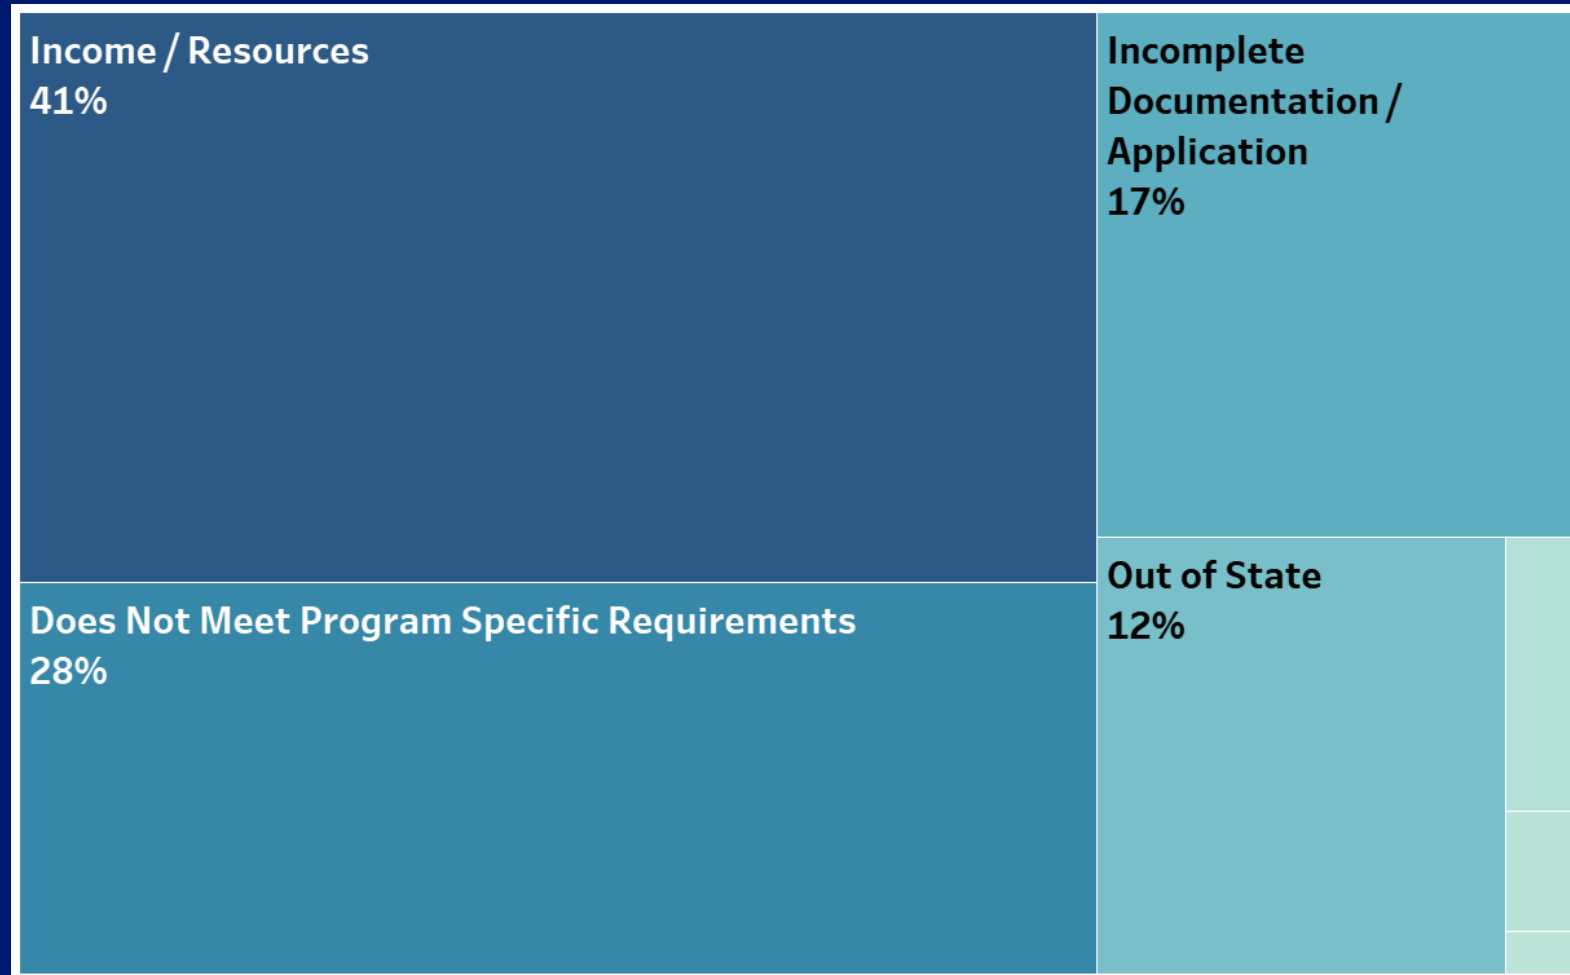 Income / Resources
41%
Incomplete
Documentation /
Application
17%
Does Not Meet Program Specific Requirements
28%
Out of State
12%